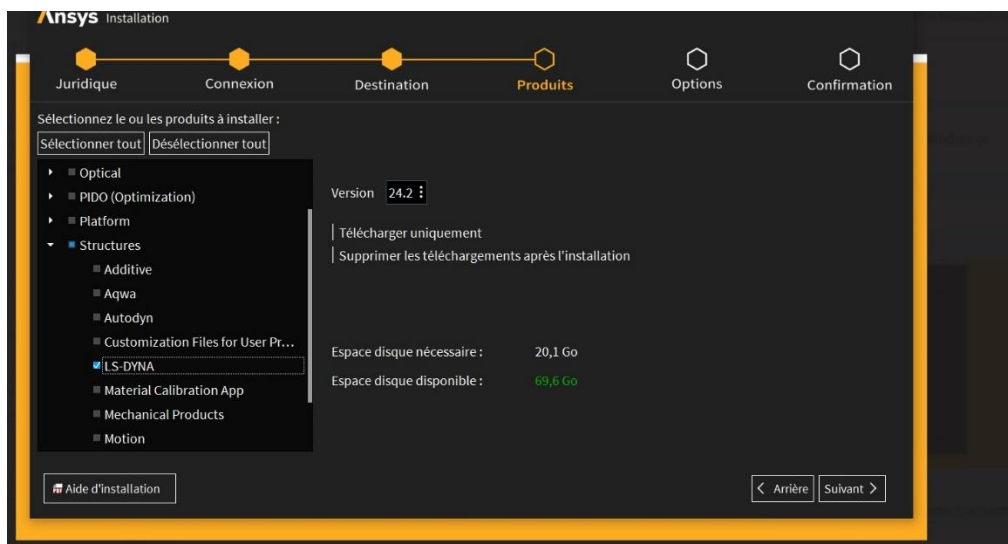 Ansys Installation
Juridique Connexion Destination Produits Options Confirmation
Sélectionnez le ou les produits à installer :
Sélectionner tout Désélectionner tout
Optical
PIDO (Optimization)
Platform
Structures
Additive
Aqwa
Autodyn
Customization Files for User Pr...
LS-DYNA
Material Calibration App
Mechanical Products
Motion
Version 24.2
Télécharger uniquement
Supprimer les téléchargements après l'installation
Espace disque nécessaire : 20,1 Go
Espace disque disponible : 69,6 Go
Aide d'installation
< Arrière Suivant >